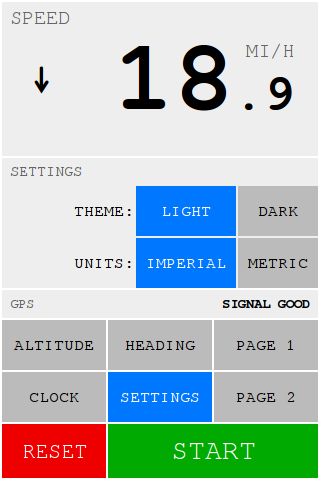 SPEED
MI/H
↓ 18.9
SETTINGS
THEME: LIGHT DARK
UNITS: IMPERIAL METRIC
GPS SIGNAL GOOD
ALTITUDE HEADING PAGE 1
CLOCK SETTINGS PAGE 2
RESET START